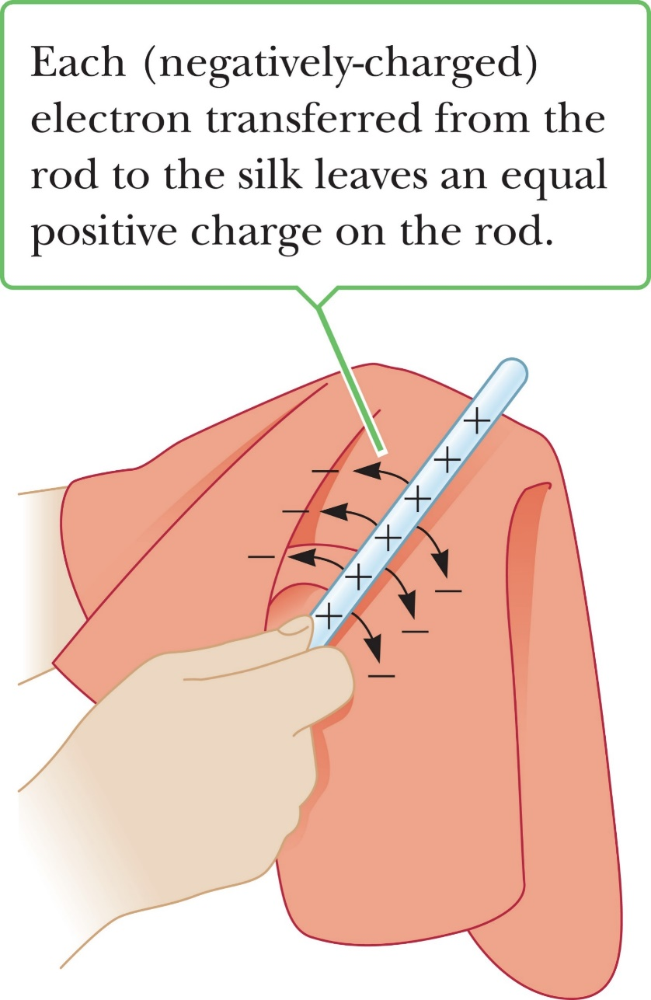 Each (negatively-charged)
electron transferred from the
rod to the silk leaves an equal
positive charge on the rod.